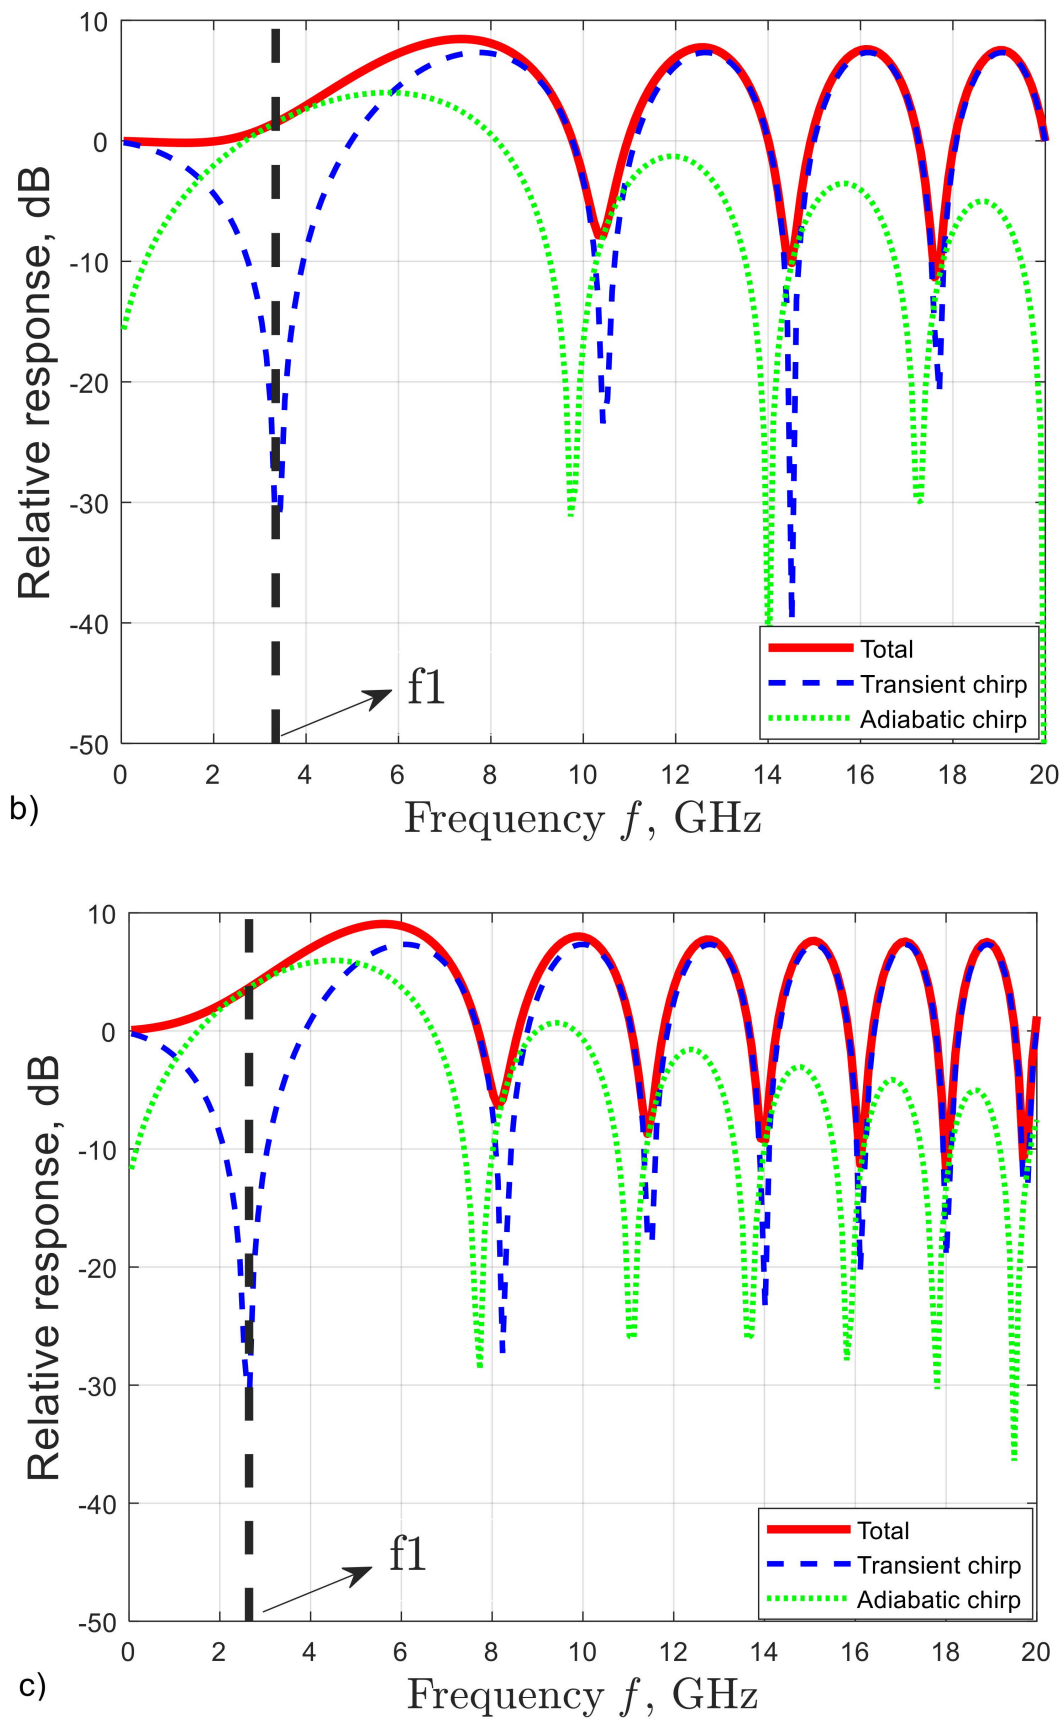 10
0
-10
-20
-30
-40
-50
Relative response, dB
f1
Total
Transient chirp
Adiabatic chirp
0 2 4 6 8 10 12 14 16 18 20
b)
Frequency f, GHz
10
0
-10
-20
-30
-40
-50
Relative response, dB
f1
Total
Transient chirp
Adiabatic chirp
0 2 4 6 8 10 12 14 16 18 20
c)
Frequency f, GHz